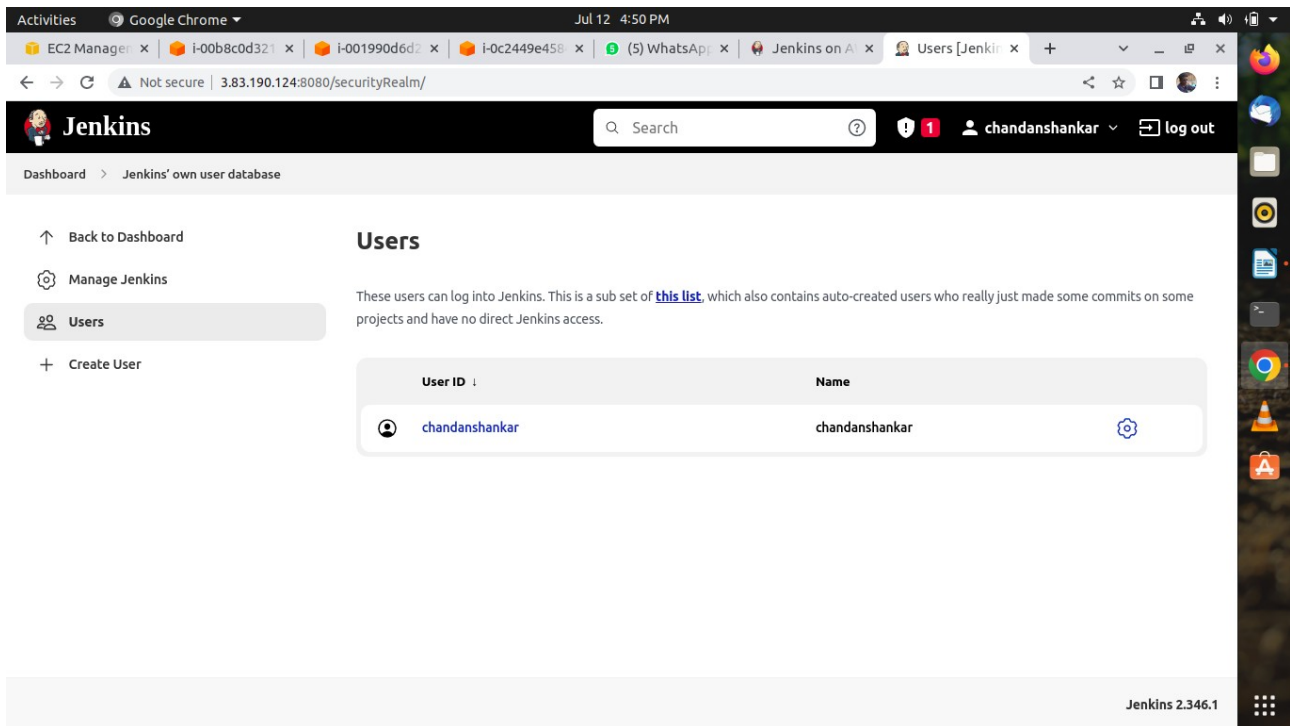 Activities Google Chrome Jul 12 4:50 PM
EC2 Manager i-00b8c0d321 i-001990d6d2 i-0c2449e458 (5) WhatsApp Jenkins on A Users [Jenkin
Not secure 3.83.190.124:8080/securityRealm/
Jenkins Search 1 chandanshankar log out
Dashboard > Jenkins' own user database
Back to Dashboard
Manage Jenkins
Users
Create User
Users
These users can log into Jenkins. This is a sub set of this list, which also contains auto-created users who really just made some commits on some
projects and have no direct Jenkins access.
User ID ↓ Name
chandanshankar chandanshankar
Jenkins 2.346.1